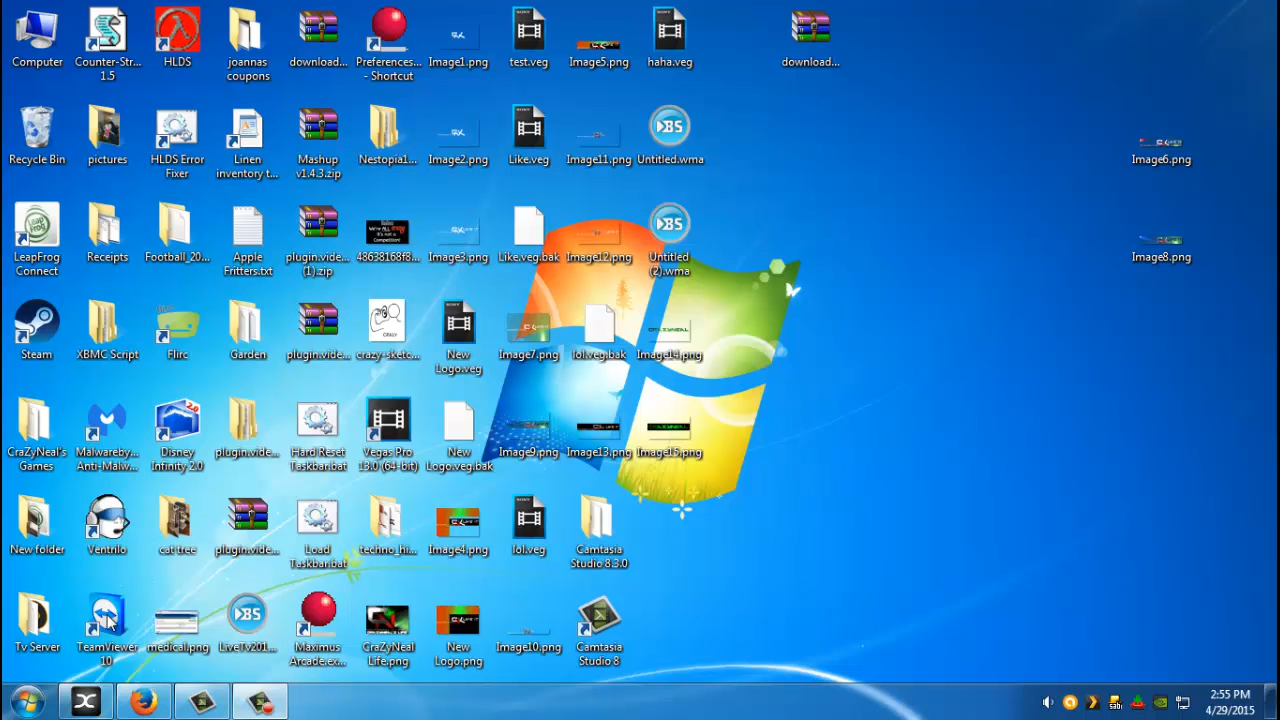 Computer
Counter-Str...
1.5
HLDS
joannas
coupons
download...
Preferences...
- Shortcut
Image1.png
test.veg
Image5.png
haha.veg
download...
Recycle Bin
pictures
HLDS Error
Fixer
Linen
inventory t...
Mashup
v1.4.3.zip
Nestopia1...
Image2.png
Like.veg
Image11.png
Untitled.wma
Image6.png
LeapFrog
Connect
Receipts
Football_20...
Apple
Fritters.txt
plugin.vide...
(1).zip
48638168f8...
Image3.png
Like.veg.bak
Image12.png
Untitled
(2).wma
Image8.png
Steam
XBMC Script
Flirc
Garden
plugin.vide...
crazy-sketc...
New
Logo.veg
Image7.png
lol.veg.bak
Image14.png
CraZyNeal's
Games
Malwareby...
Anti-Malw...
Disney
Infinity 2.0
plugin.vide...
Hard Reset
Taskbar.bat
Vegas Pro
13.0 (64-bit)
New
Logo.veg.bak
Image9.png
Image13.png
Image15.png
New folder
Ventrilo
cat tree
plugin.vide...
Load
Taskbar.bat
techno_hi...
Image4.png
lol.veg
Camtasia
Studio 8.3.0
Tv Server
TeamViewer
10
medical.png
LiveTv201...
Maximus
Arcade.ex...
CraZyNeal
Life.png
New
Logo.png
Image10.png
Camtasia
Studio 8
2:55 PM
4/29/2015